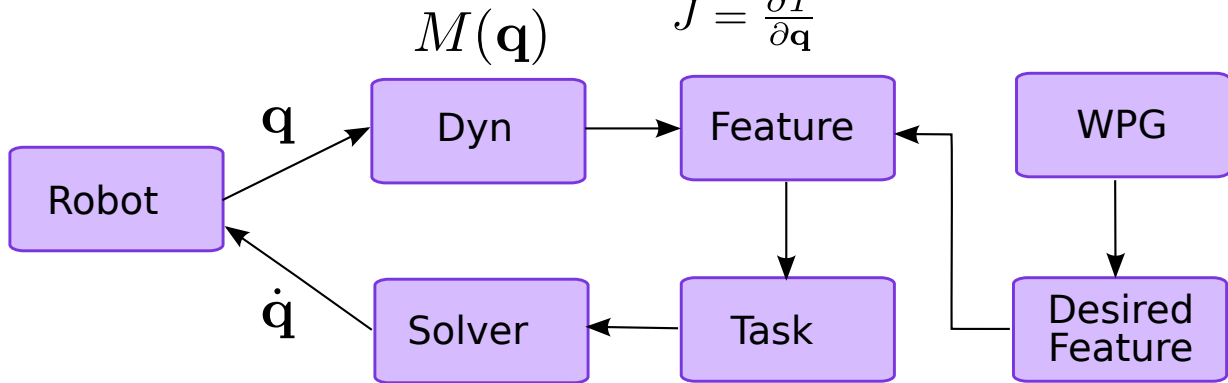 M(q)
J = ∂T/∂q
q
Dyn
Feature
WPG
Robot
q̇
Solver
Task
Desired
Feature